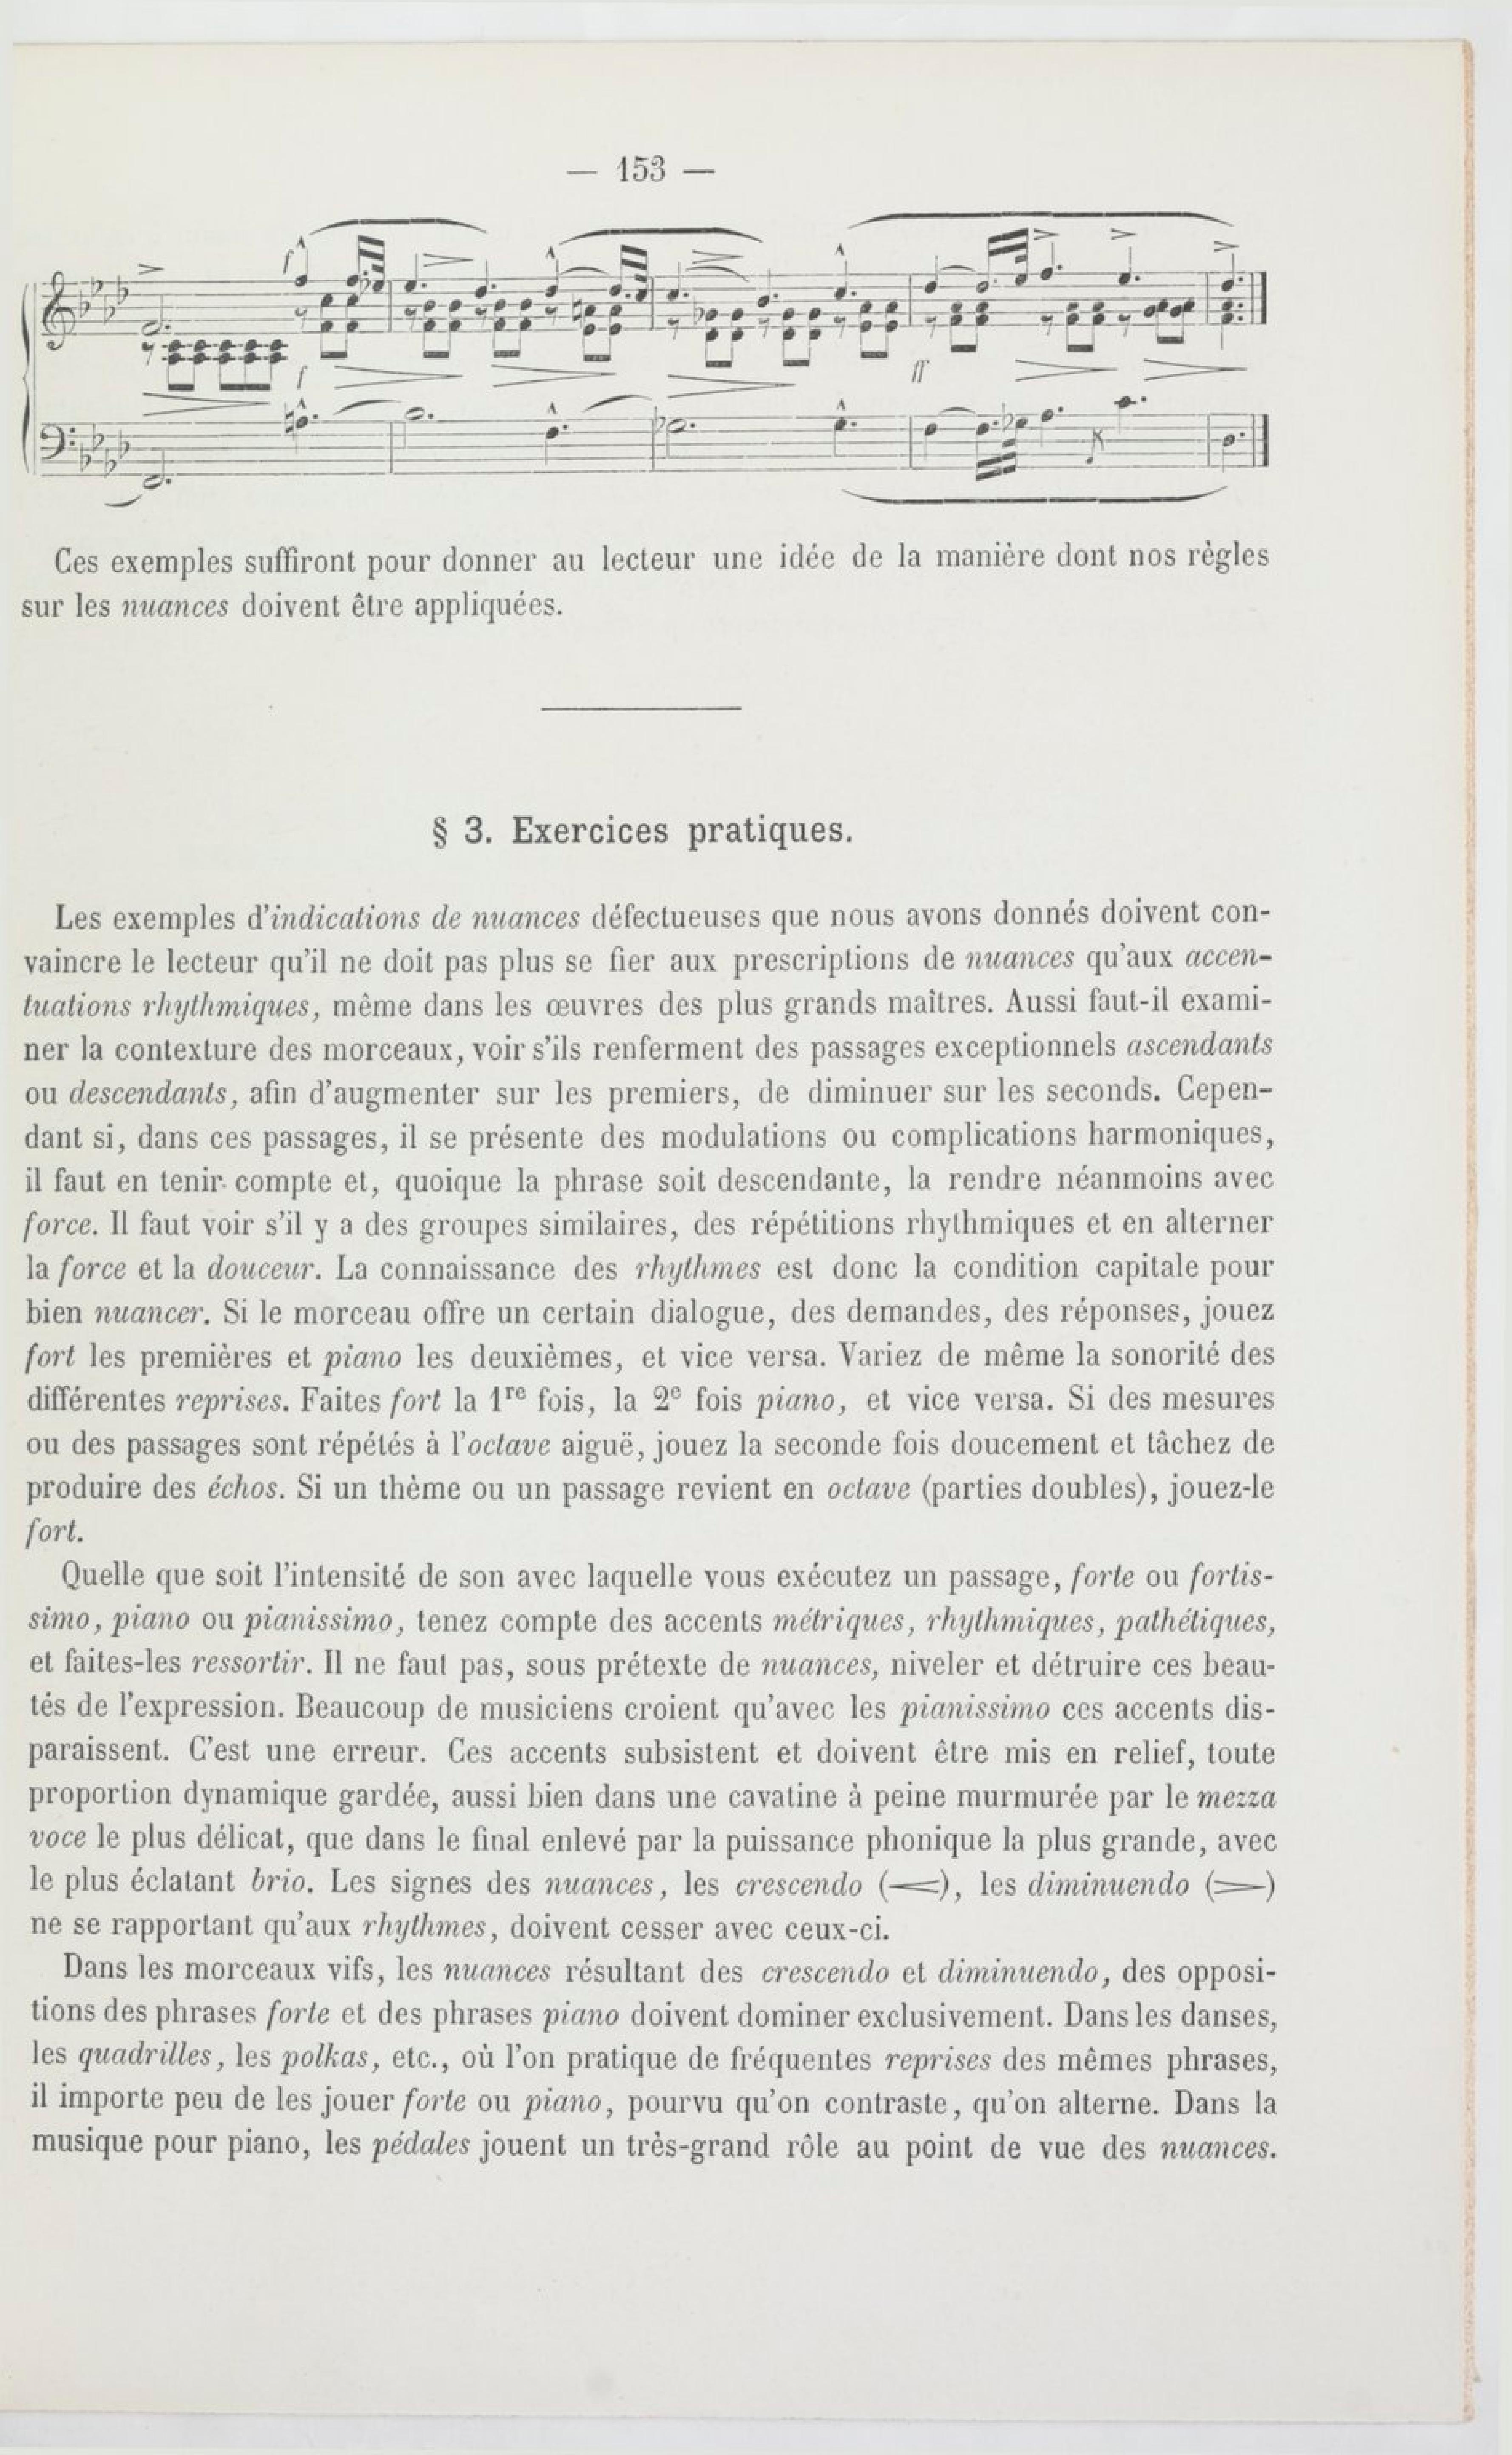 — 153 —
f
f
ff
Ces exemples suffiront pour donner au lecteur une idée de la manière dont nos règles
sur les nuances doivent être appliquées.
§ 3. Exercices pratiques.
Les exemples d'indications de nuances défectueuses que nous avons donnés doivent con-
vaincre le lecteur qu'il ne doit pas plus se fier aux prescriptions de nuances qu'aux accen-
tuations rhythmiques, même dans les œuvres des plus grands maîtres. Aussi faut-il exami-
ner la contexture des morceaux, voir s'ils renferment des passages exceptionnels ascendants
ou descendants, afin d'augmenter sur les premiers, de diminuer sur les seconds. Cepen-
dant si, dans ces passages, il se présente des modulations ou complications harmoniques,
il faut en tenir compte et, quoique la phrase soit descendante, la rendre néanmoins avec
force. Il faut voir s'il y a des groupes similaires, des répétitions rhythmiques et en alterner
la force et la douceur. La connaissance des rhythmes est donc la condition capitale pour
bien nuancer. Si le morceau offre un certain dialogue, des demandes, des réponses, jouez
fort les premières et piano les deuxièmes, et vice versa. Variez de même la sonorité des
différentes reprises. Faites fort la 1re fois, la 2e fois piano, et vice versa. Si des mesures
ou des passages sont répétés à l'octave aiguë, jouez la seconde fois doucement et tâchez de
produire des échos. Si un thème ou un passage revient en octave (parties doubles), jouez-le
fort.
Quelle que soit l'intensité de son avec laquelle vous exécutez un passage, forte ou fortis-
simo, piano ou pianissimo, tenez compte des accents métriques, rhythmiques, pathétiques,
et faites-les ressortir. Il ne faut pas, sous prétexte de nuances, niveler et détruire ces beau-
tés de l'expression. Beaucoup de musiciens croient qu'avec les pianissimo ces accents dis-
paraissent. C'est une erreur. Ces accents subsistent et doivent être mis en relief, toute
proportion dynamique gardée, aussi bien dans une cavatine à peine murmurée par le mezza
voce le plus délicat, que dans le final enlevé par la puissance phonique la plus grande, avec
le plus éclatant brio. Les signes des nuances, les crescendo (<), les diminuendo (>)
ne se rapportant qu'aux rhythmes, doivent cesser avec ceux-ci.
Dans les morceaux vifs, les nuances résultant des crescendo et diminuendo, des opposi-
tions des phrases forte et des phrases piano doivent dominer exclusivement. Dans les danses,
les quadrilles, les polkas, etc., où l'on pratique de fréquentes reprises des mêmes phrases,
il importe peu de les jouer forte ou piano, pourvu qu'on contraste, qu'on alterne. Dans la
musique pour piano, les pédales jouent un très-grand rôle au point de vue des nuances.